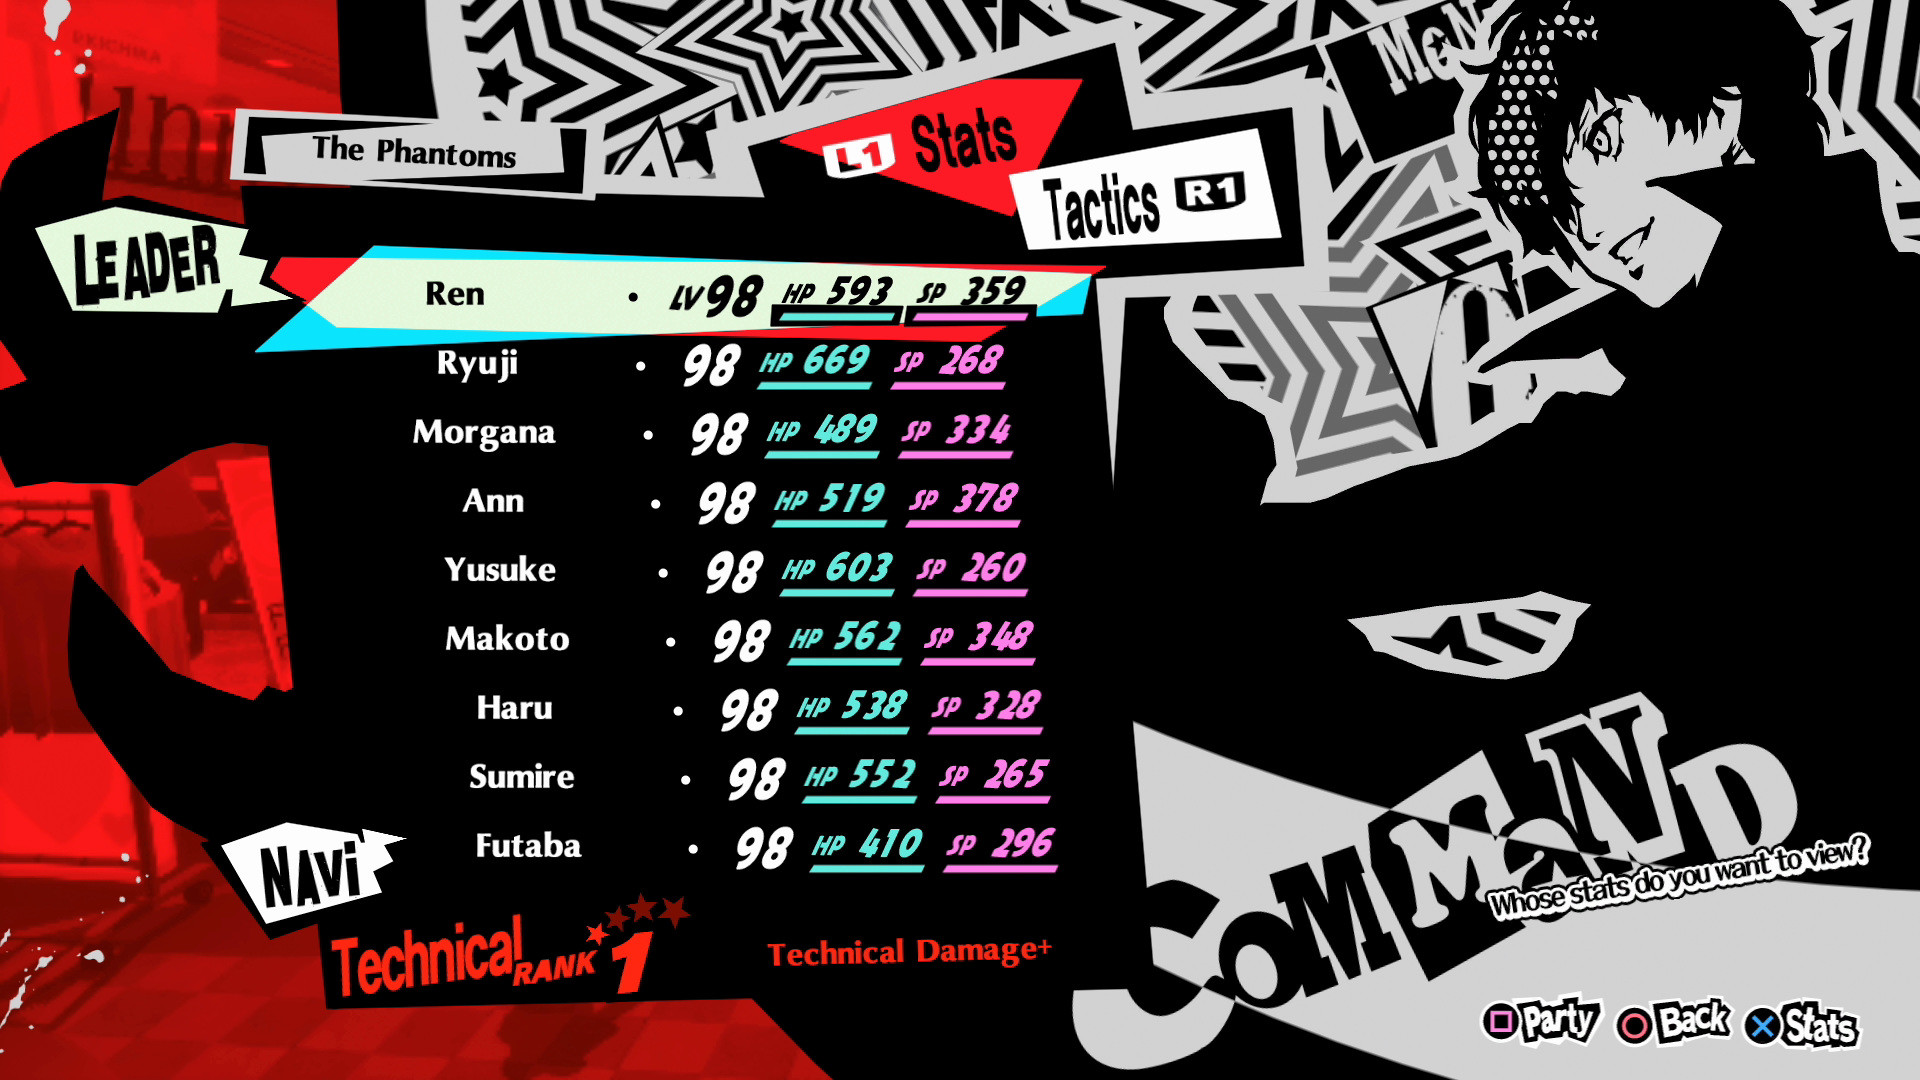 The Phantoms
L1 Stats
Tactics R1
LEADER
Ren • LV 98 HP 593 SP 359
Ryuji • 98 HP 669 SP 268
Morgana • 98 HP 489 SP 334
Ann • 98 HP 519 SP 378
Yusuke • 98 HP 603 SP 260
Makoto • 98 HP 562 SP 348
Haru • 98 HP 538 SP 328
Sumire • 98 HP 552 SP 265
NAVi
Futaba • 98 HP 410 SP 296
Technical RANK 1
Technical Damage+
COMMaND
Whose stats do you want to view?
Party Back Stats